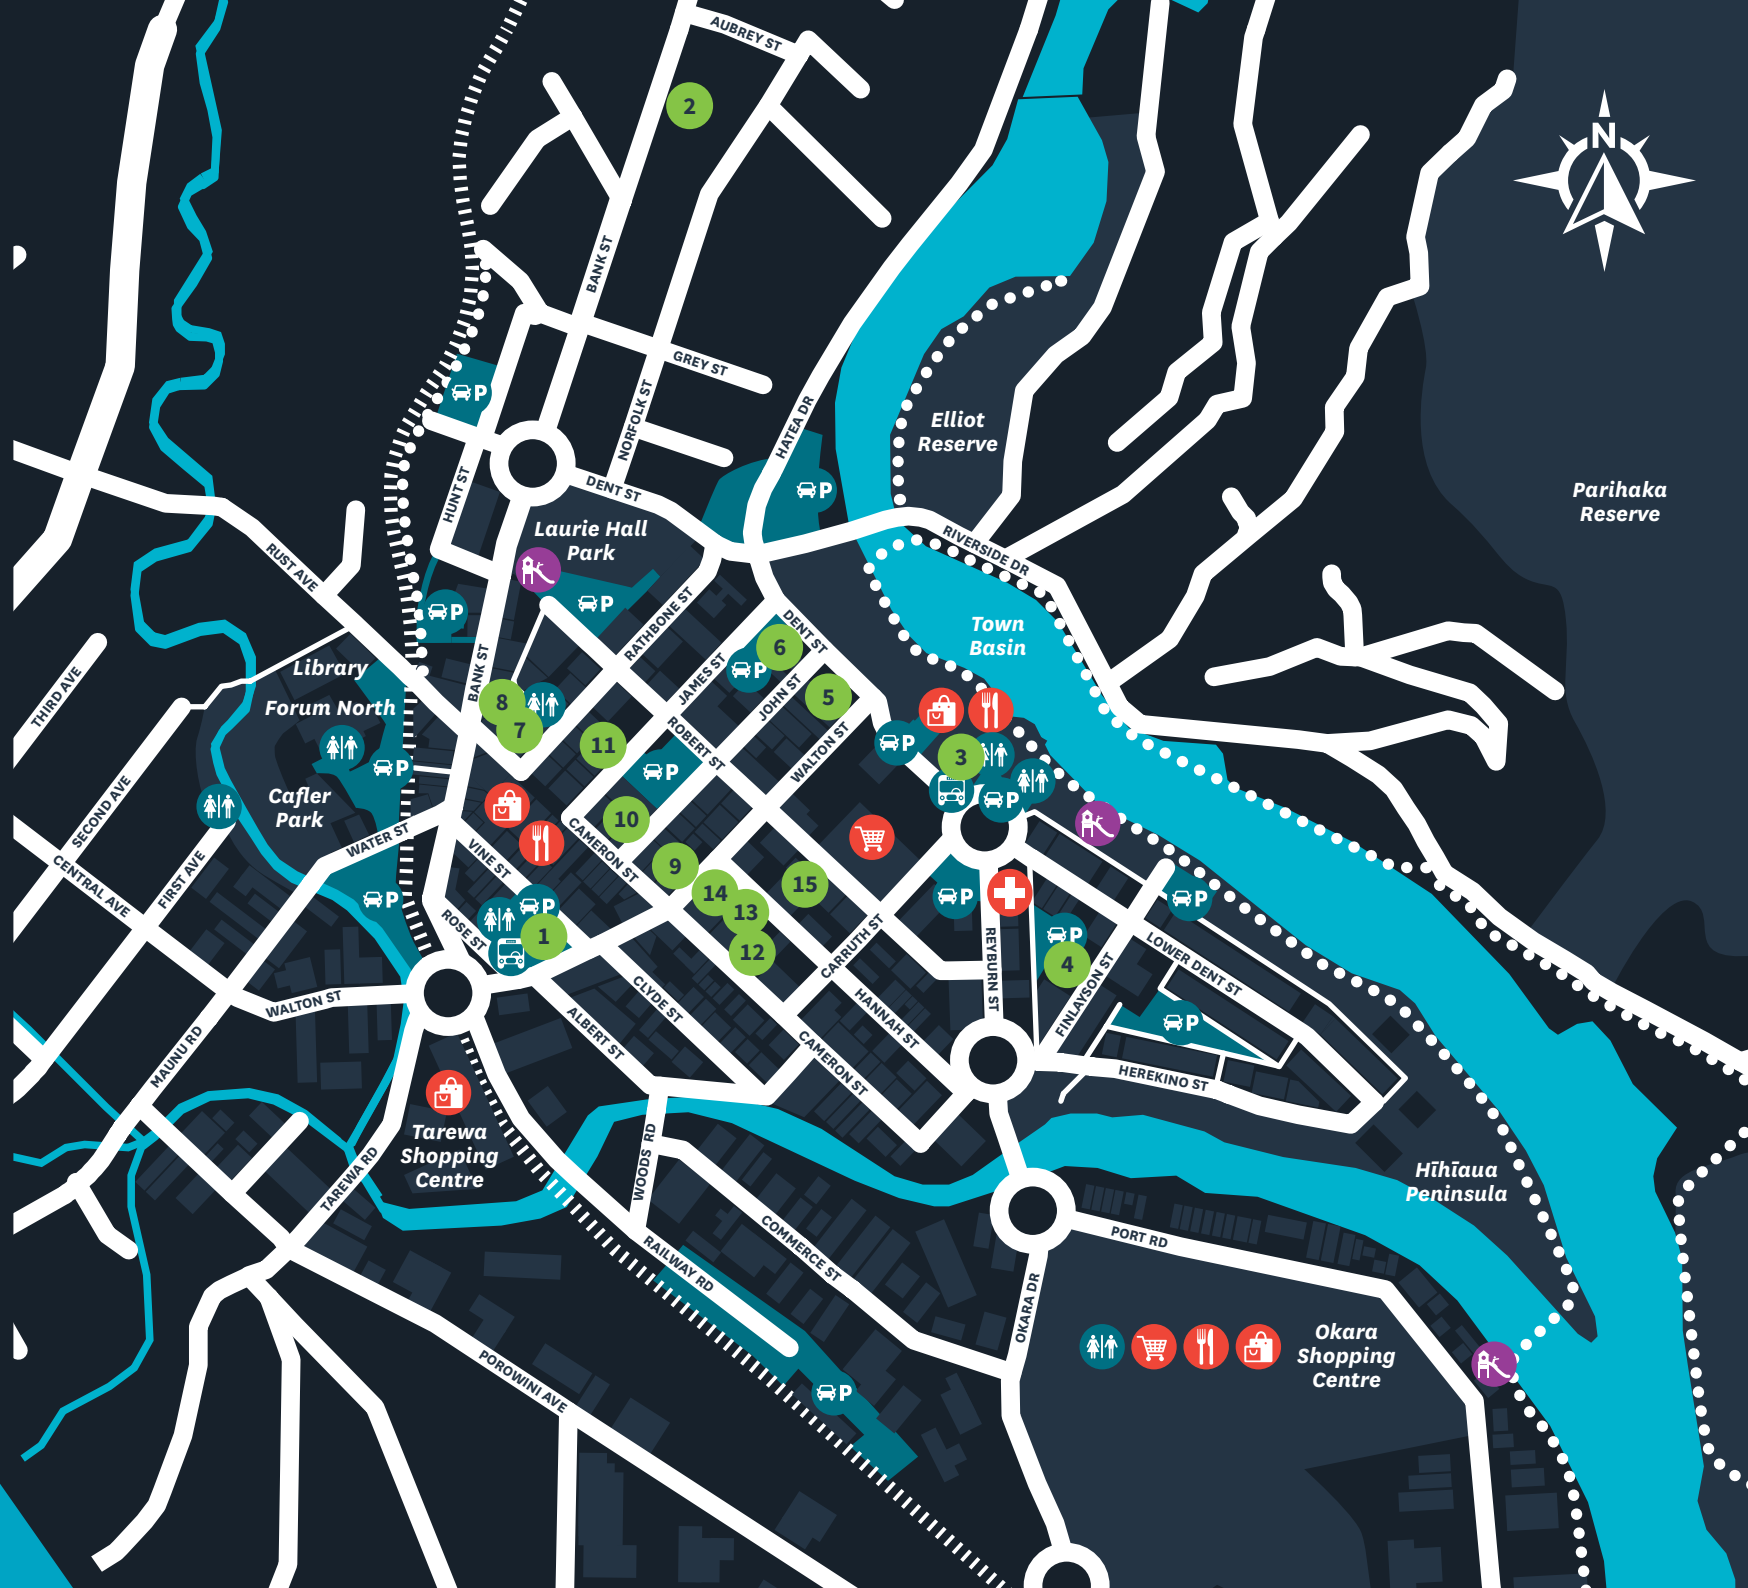 AUBREY ST
2
N
BANK ST
GREY ST
P
NORFOLK ST
HATEA DR
Elliot
Reserve
Parihaka
Reserve
HUNT ST
DENT ST
P
Laurie Hall
Park
RIVERSIDE DR
RUST AVE
P
P
RATHBONE ST
DENT ST
Town
Basin
6
P
Library
BANK ST
JAMES ST
JOHN ST
5
THIRD AVE
Forum North
8
7
11
ROBERT ST
WALTON ST
P
3
P
P
P
SECOND AVE
Cafler
Park
WATER ST
VINE ST
CAMERON ST
10
9
CENTRAL AVE
FIRST AVE
P
14
15
13
12
P
P
ROSE ST
P
1
P
4
CARRUTH ST
REYBURN ST
LOWER DENT ST
FINLAYSON ST
WALTON ST
CLYDE ST
HANNAH ST
P
MAUNU RD
ALBERT ST
CAMERON ST
HEREKINO ST
Tarewa
Shopping
Centre
TAREWA RD
WOODS RD
Hīhīaua
Peninsula
RAILWAY RD
COMMERCE ST
PORT RD
OKARA DR
Okara
Shopping
Centre
POROWINI AVE
P